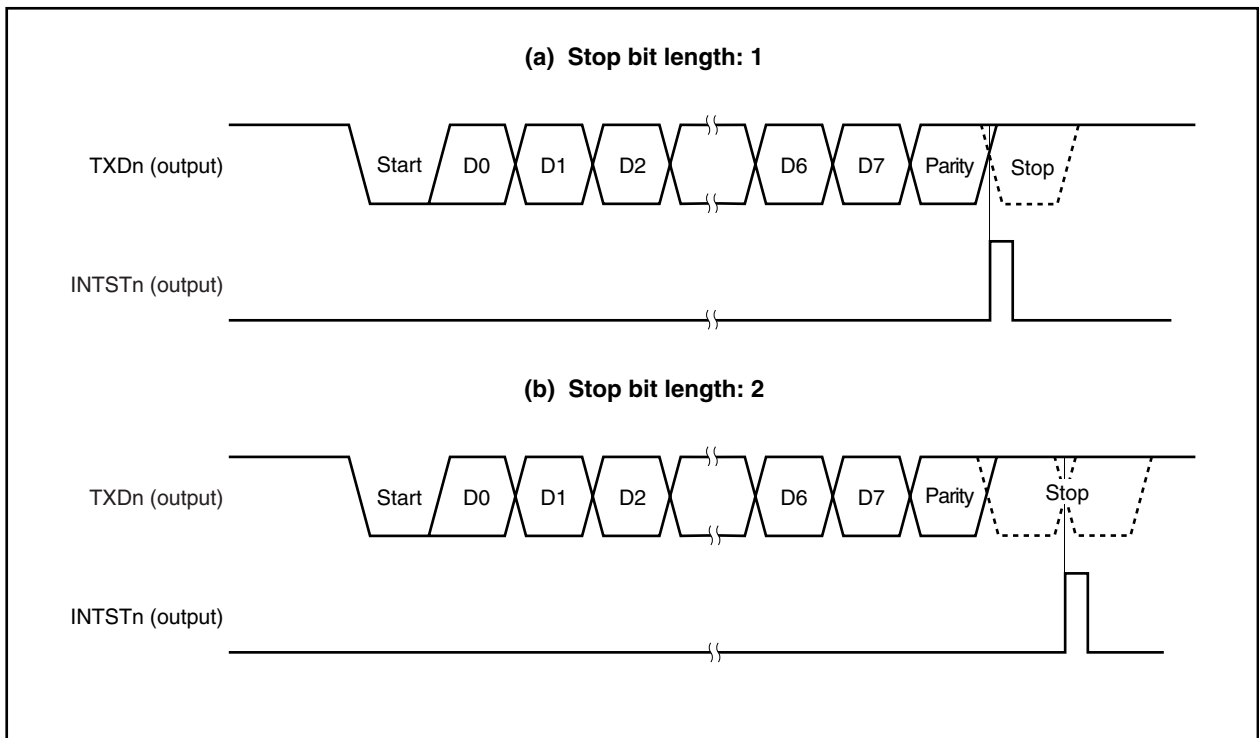 (a) Stop bit length: 1
TXDn (output) Start D0 D1 D2 D6 D7 Parity Stop
INTSTn (output)
(b) Stop bit length: 2
TXDn (output) Start D0 D1 D2 D6 D7 Parity Stop
INTSTn (output)